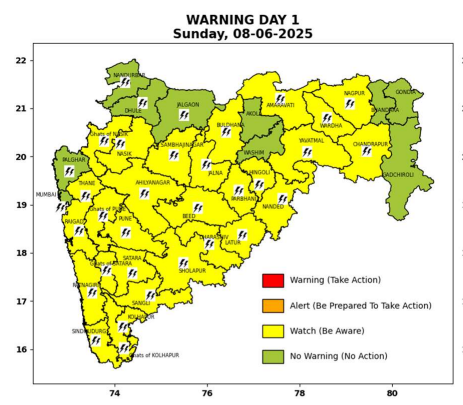 WARNING DAY 1
Sunday, 08-06-2025
22
21
20
19
18
17
16
74
76
78
80
NANDURBAR
DHULE
JALGAON
AKOLA
AMARAVATI
NAGPUR
BHANDARA
GONDIA
WARDHA
BULDHANA
Ghats of NASIK
NASIK
SAMBHAJINAGAR
WASHIM
YAVATMAL
CHANDRAPUR
GADCHIROLI
PALGHAR
THANE
AHILYANAGAR
JALNA
HINGOLI
PARBHANI
NANDED
MUMBAI
RAIGAD
Ghats of PUNE
PUNE
BEED
DHARASHIV
LATUR
SATARA
Ghats of SATARA
SHOLAPUR
RATNAGIRI
SANGLI
KOLHAPUR
SINDHUDURG
Ghats of KOLHAPUR
Warning (Take Action)
Alert (Be Prepared To Take Action)
Watch (Be Aware)
No Warning (No Action)